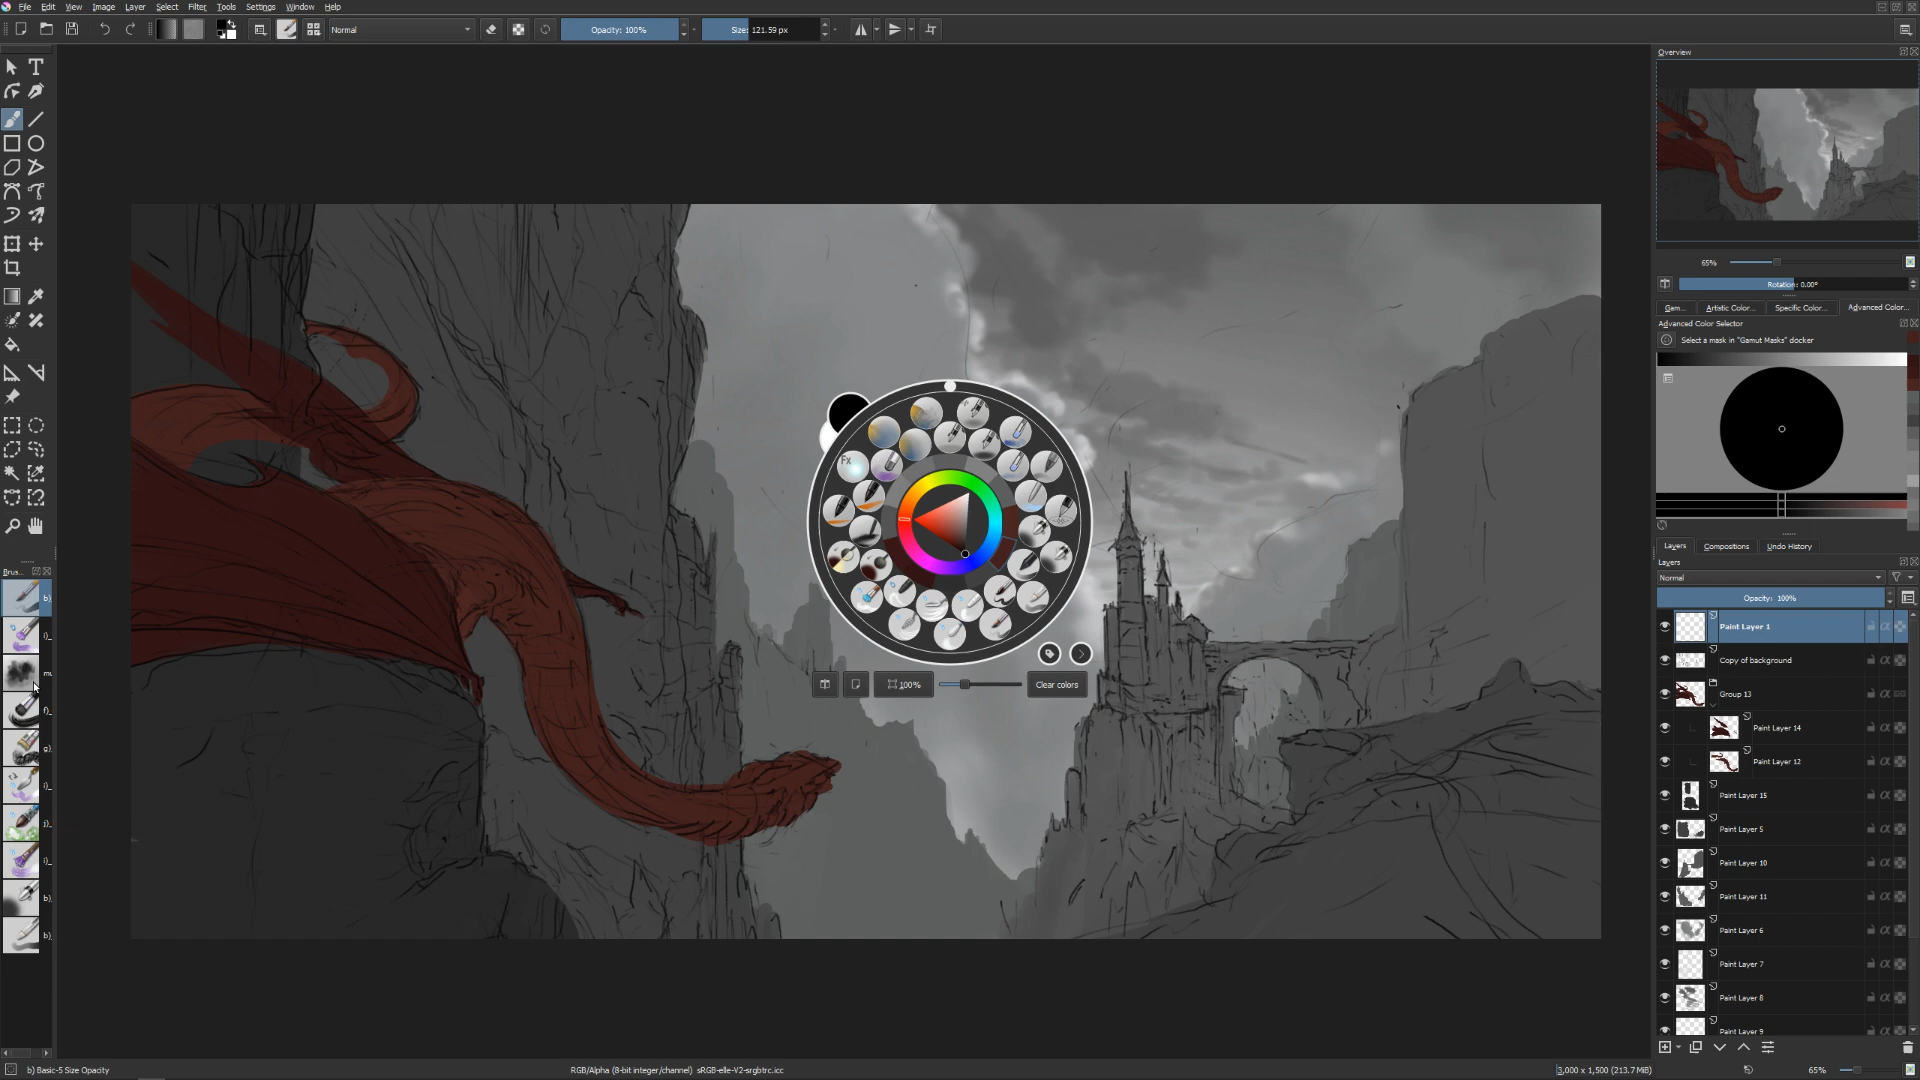 File Edit View Image Layer Select Filter Tools Settings Window Help
Normal
Opacity: 100%
Size: 121.59 px
Overview
65%
Rotation: 0.00°
Gam... Artistic Color... Specific Color... Advanced Color...
Advanced Color Selector
Select a mask in "Gamut Masks" docker
Layers Compositions Undo History
Layers
Normal
Opacity: 100%
Paint Layer 1
Copy of background
Group 13
Paint Layer 14
Paint Layer 12
Paint Layer 15
Paint Layer 5
Paint Layer 10
Paint Layer 11
Paint Layer 6
Paint Layer 7
Paint Layer 8
Paint Layer 9
Brus...
b)_
i)_
mu
f)_
g)_
i)_
j)_
i)_
b)_
b)_
Fx
100%
Clear colors
b) Basic-5 Size Opacity
RGB/Alpha (8-bit integer/channel) sRGB-elle-V2-srgbtrc.icc
3,000 x 1,500 (213.7 MiB)
65%